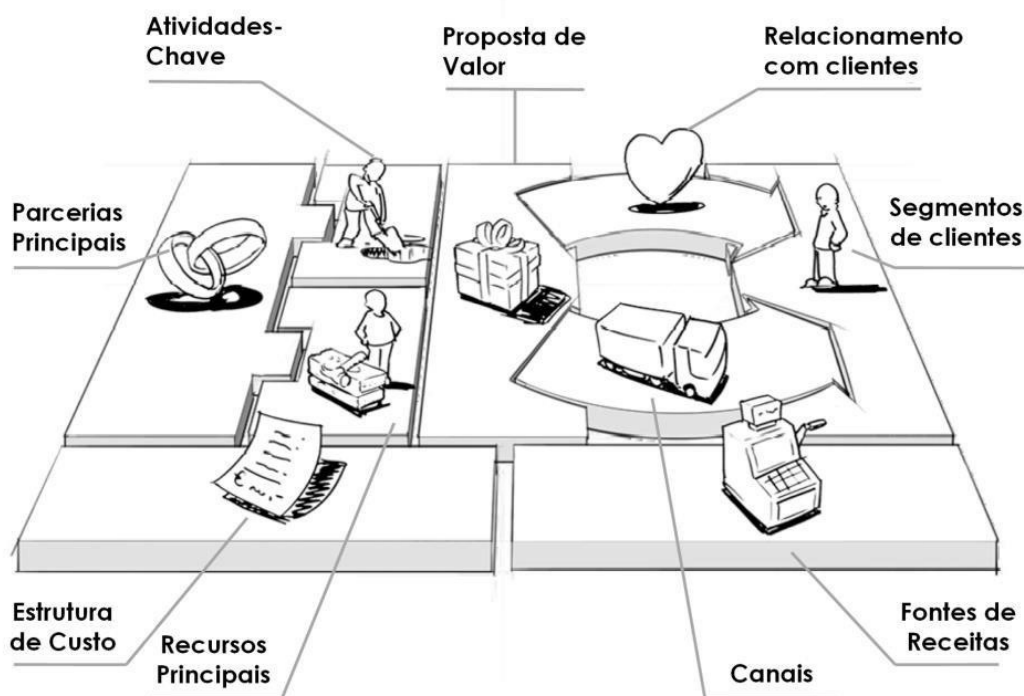 Atividades-
Chave
Proposta de
Valor
Relacionamento
com clientes
Parcerias
Principais
Segmentos
de clientes
Estrutura
de Custo
Recursos
Principais
Canais
Fontes de
Receitas